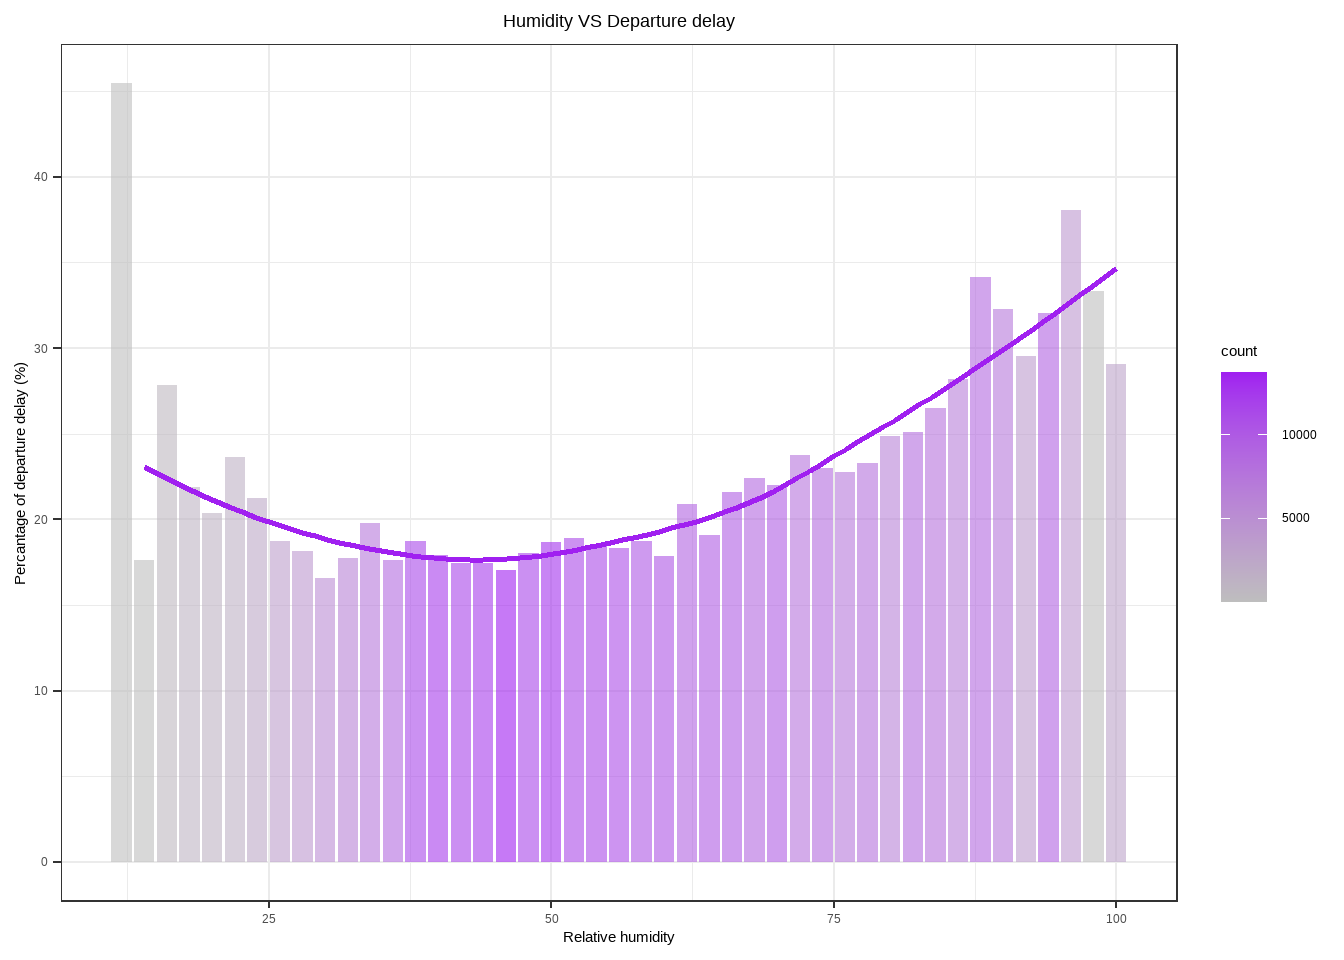 Humidity VS Departure delay
Percantage of departure delay (%)
40
30
20
10
0
25
50
75
100
Relative humidity
count
10000
5000